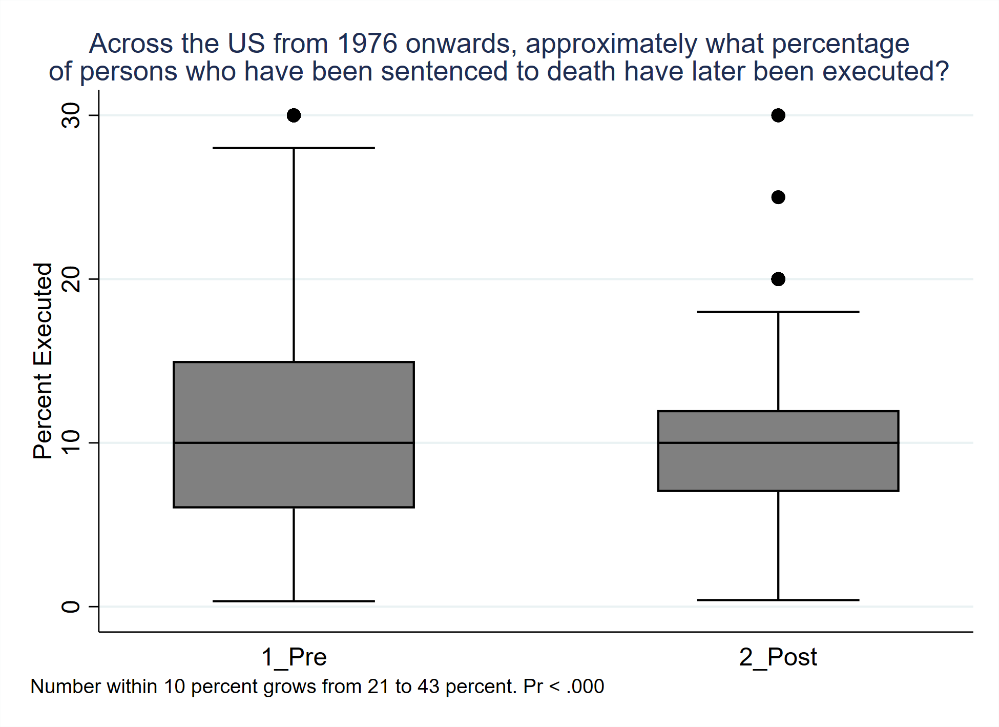 Across the US from 1976 onwards, approximately what percentage
of persons who have been sentenced to death have later been executed?
Percent Executed
30
20
10
0
1_Pre
2_Post
Number within 10 percent grows from 21 to 43 percent. Pr < .000